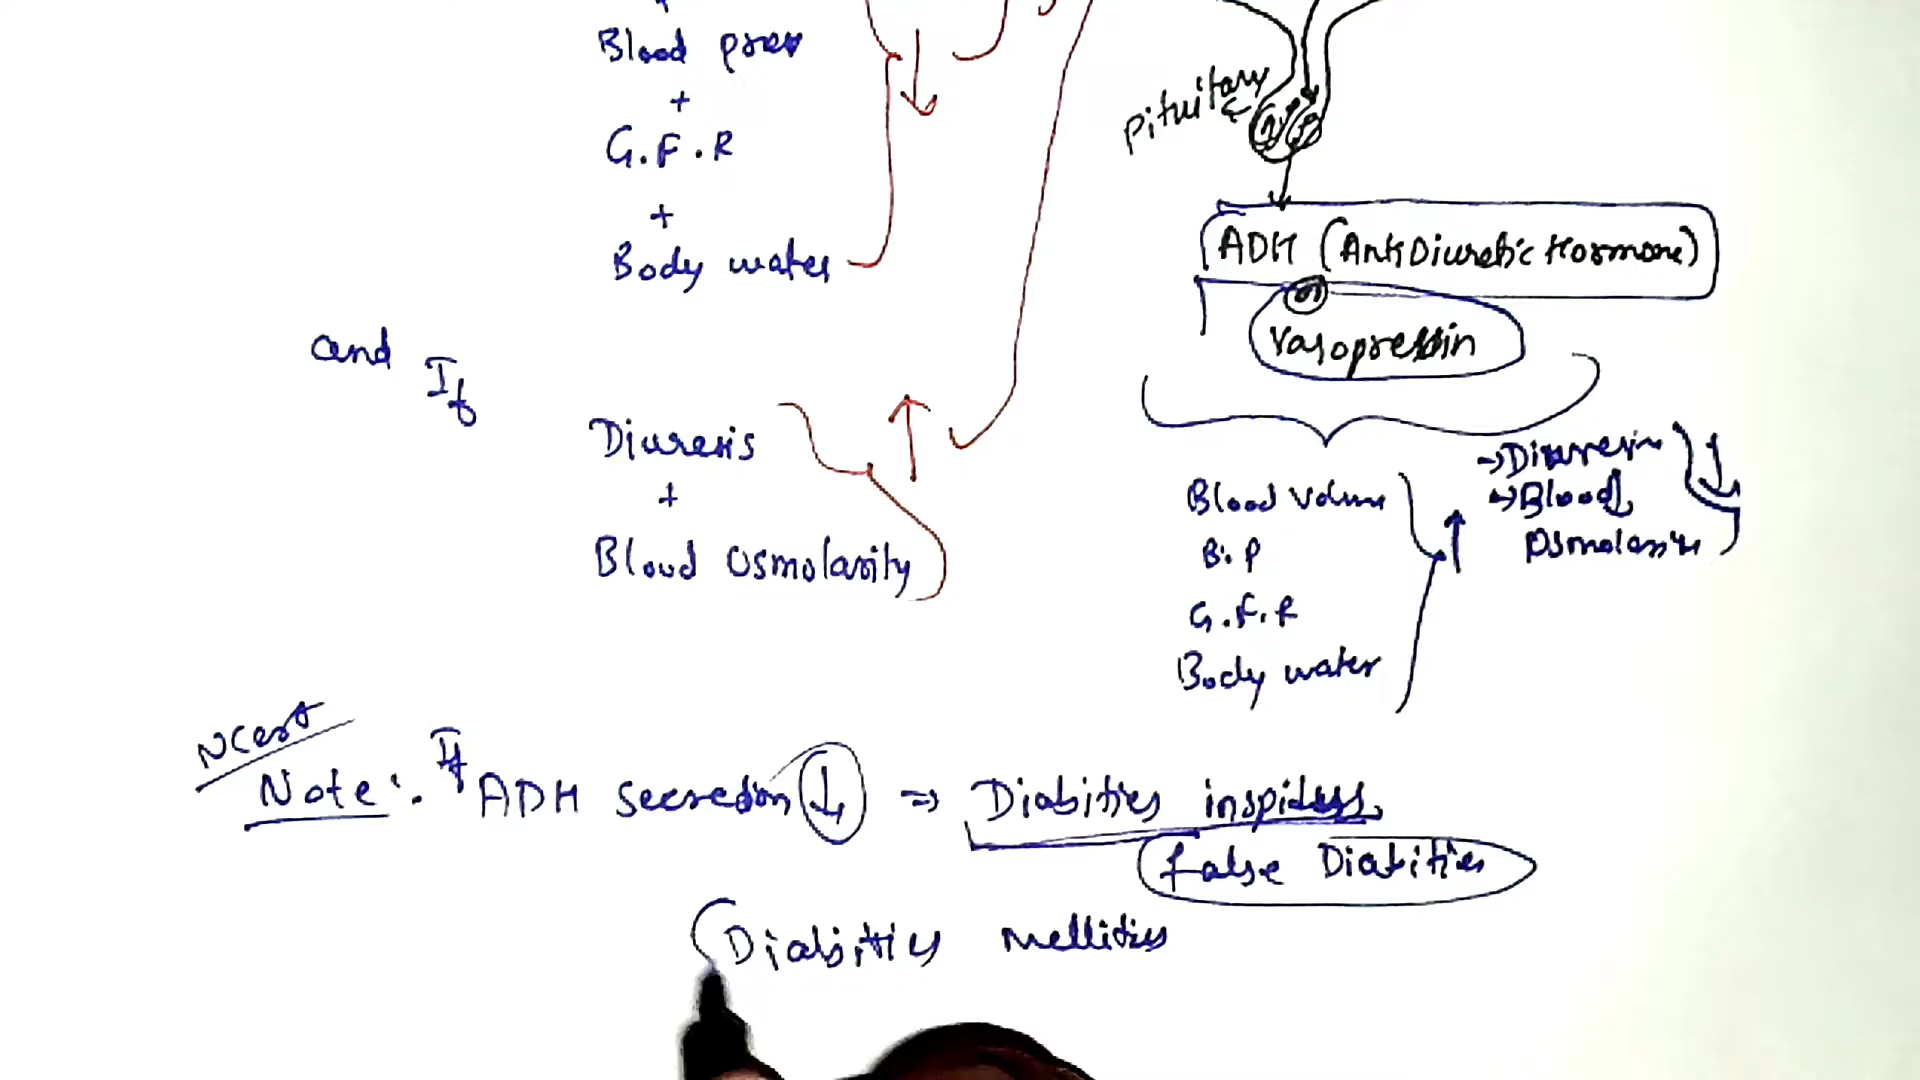 Blood pres
+
G.F.R
+
Body water
and If
Diuresis
+
Blood Osmolarity
Pituitary
ADH (AntiDiuretic Hormone)
or
Vasopressin
Blood Volume
B.P
G.F.R
Body water
→ Diuresis
→ Blood
Osmolarity
NCert
Note:. If ADH secretion ↓ ⇒ Diabities inspidus
false Diabities
Diabities mellitus